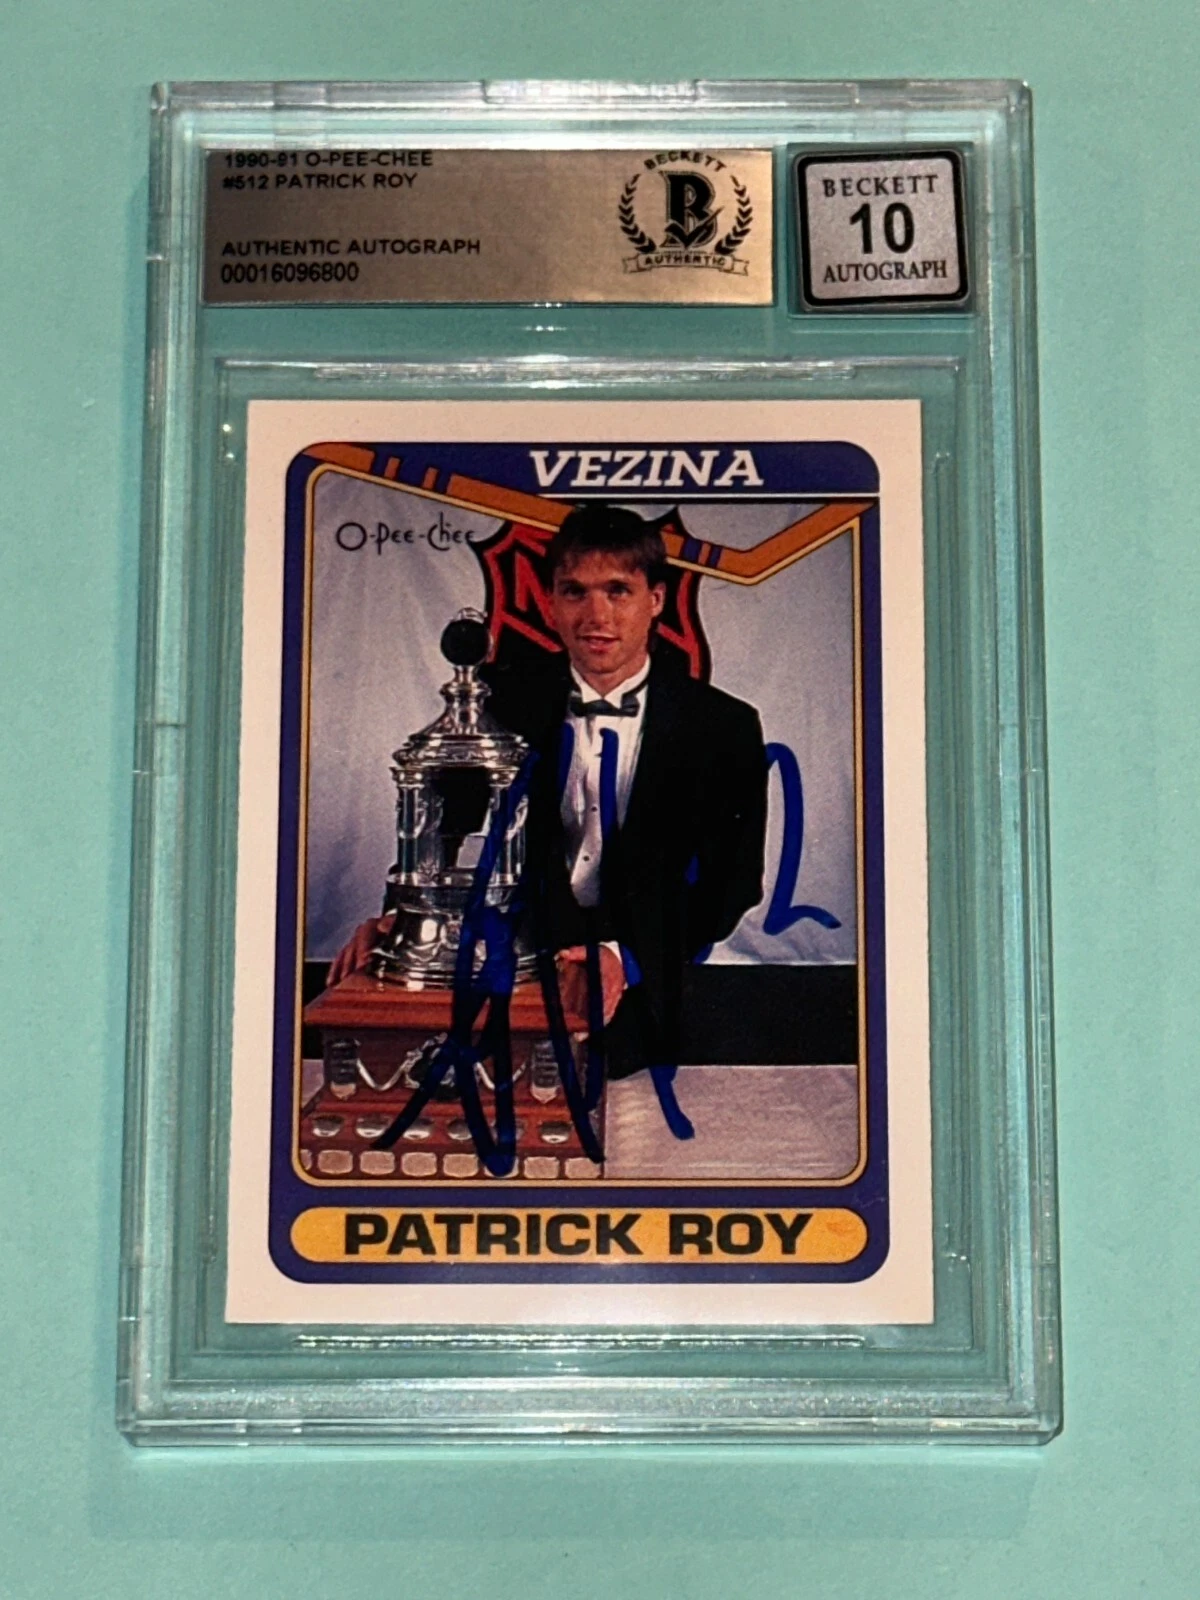 1990-91 O-PEE-CHEE
#512 PATRICK ROY
AUTHENTIC AUTOGRAPH
00016096800
BECKETT
B
AUTHENTIC
BECKETT
10
AUTOGRAPH
VEZINA
O-Pee-Chee
N
PATRICK ROY